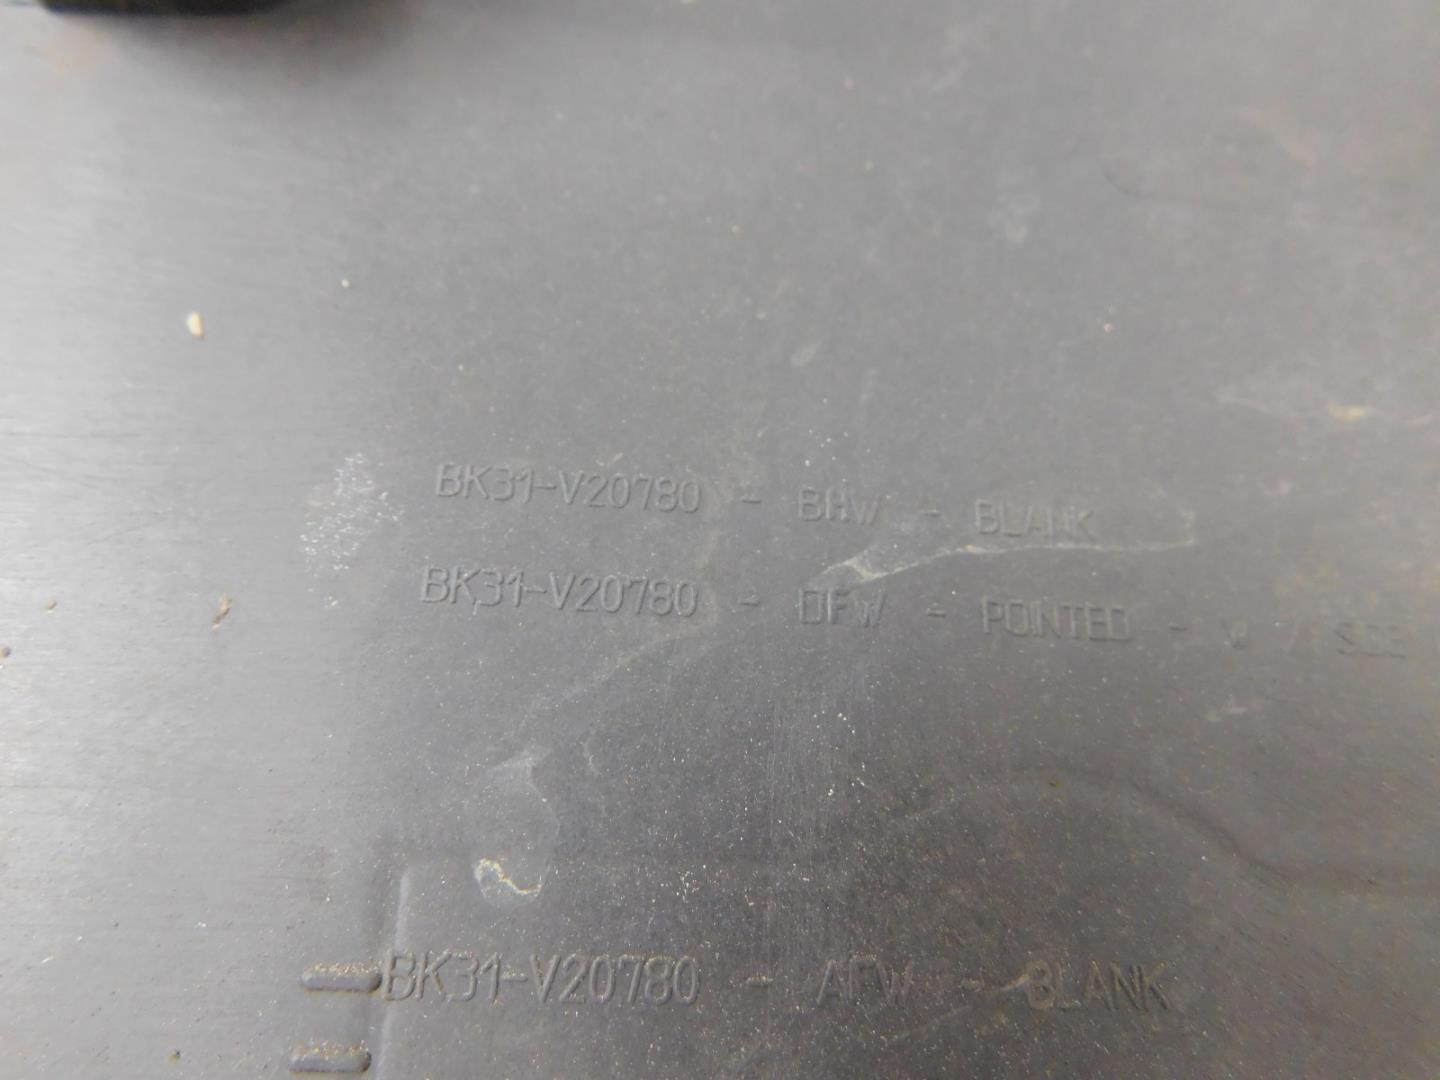 BK31-V20780 - BHW - BLANK
BK31-V20780 - DFW - POINTED - W /
BK31-V20780 - AFW - BLANK